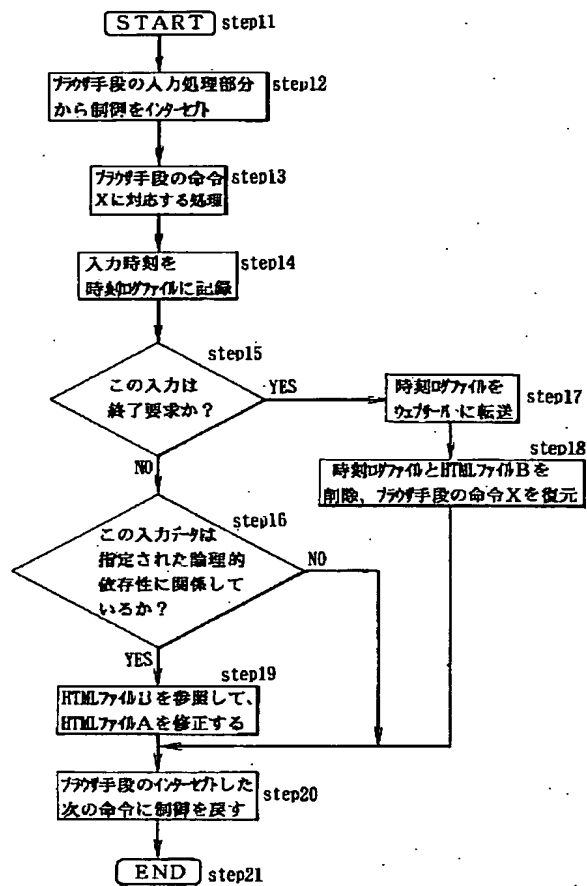 START step11
ブラウザ手段の入力処理部分 step12
から制御をインターセプト
ブラウザ手段の命令 step13
Xに対応する処理
入力時刻を step14
時刻ログファイルに記録
step15
この入力は
終了要求か？
YES
NO
時刻ログファイルを step17
ウェブサーバに転送
step18
時刻ログファイルとHTMLファイルBを
削除、ブラウザ手段の命令Xを復元
step16
この入力データは
指定された論理的
依存性に関係して
いるか？
NO
YES
step19
HTMLファイルBを参照して、
HTMLファイルAを修正する
ブラウザ手段のインターセプトした step20
次の命令に制御を戻す
END step21